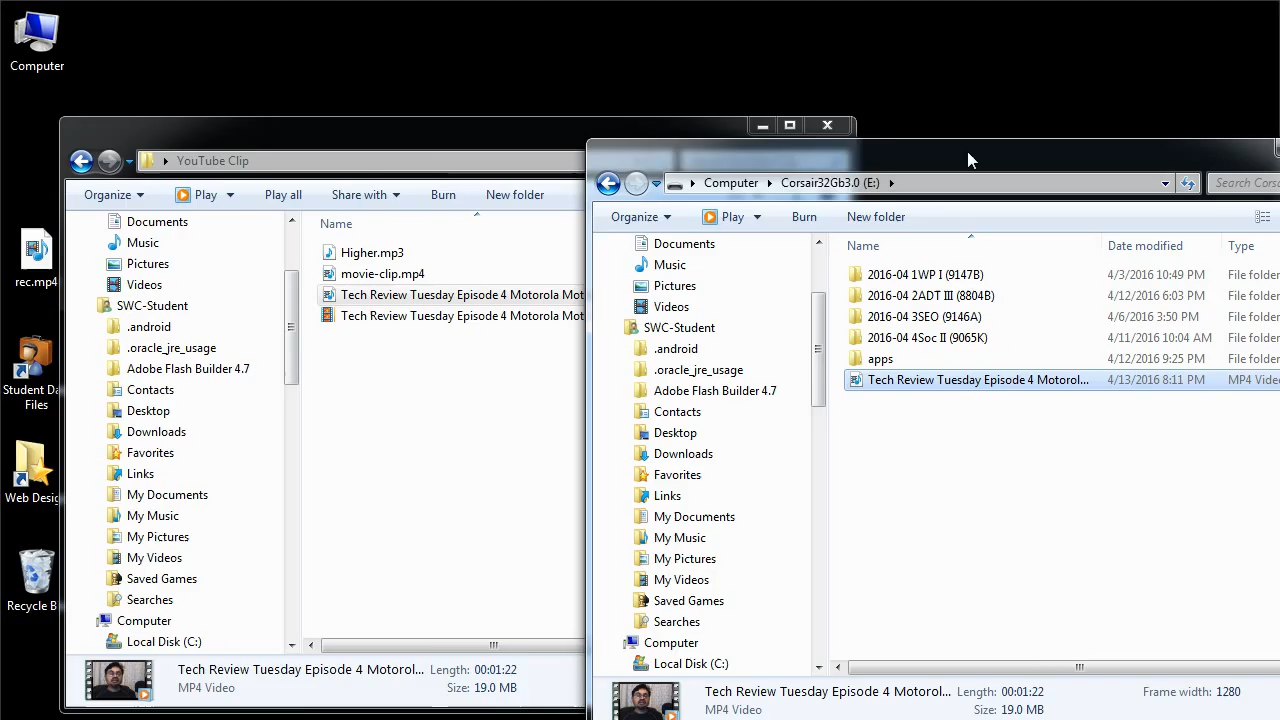 Computer
rec.mp4
Student Da
Files
Web Desig
Recycle B
YouTube Clip
Organize
Play
Play all
Share with
Burn
New folder
Documents
Music
Pictures
Videos
SWC-Student
.android
.oracle_jre_usage
Adobe Flash Builder 4.7
Contacts
Desktop
Downloads
Favorites
Links
My Documents
My Music
My Pictures
My Videos
Saved Games
Searches
Computer
Local Disk (C:)
Name
Higher.mp3
movie-clip.mp4
Tech Review Tuesday Episode 4 Motorola Mot
Tech Review Tuesday Episode 4 Motorola Mot
Tech Review Tuesday Episode 4 Motorol... Length: 00:01:22
MP4 Video Size: 19.0 MB
Computer Corsair32Gb3.0 (E:)
Search Corsa
Organize
Play
Burn
New folder
Documents
Music
Pictures
Videos
SWC-Student
.android
.oracle_jre_usage
Adobe Flash Builder 4.7
Contacts
Desktop
Downloads
Favorites
Links
My Documents
My Music
My Pictures
My Videos
Saved Games
Searches
Computer
Local Disk (C:)
Name Date modified Type
2016-04 1WP I (9147B) 4/3/2016 10:49 PM File folder
2016-04 2ADT III (8804B) 4/12/2016 6:03 PM File folder
2016-04 3SEO (9146A) 4/6/2016 3:50 PM File folder
2016-04 4Soc II (9065K) 4/11/2016 10:04 AM File folder
apps 4/12/2016 9:25 PM File folder
Tech Review Tuesday Episode 4 Motorol... 4/13/2016 8:11 PM MP4 Video
Tech Review Tuesday Episode 4 Motorol... Length: 00:01:22 Frame width: 1280
MP4 Video Size: 19.0 MB